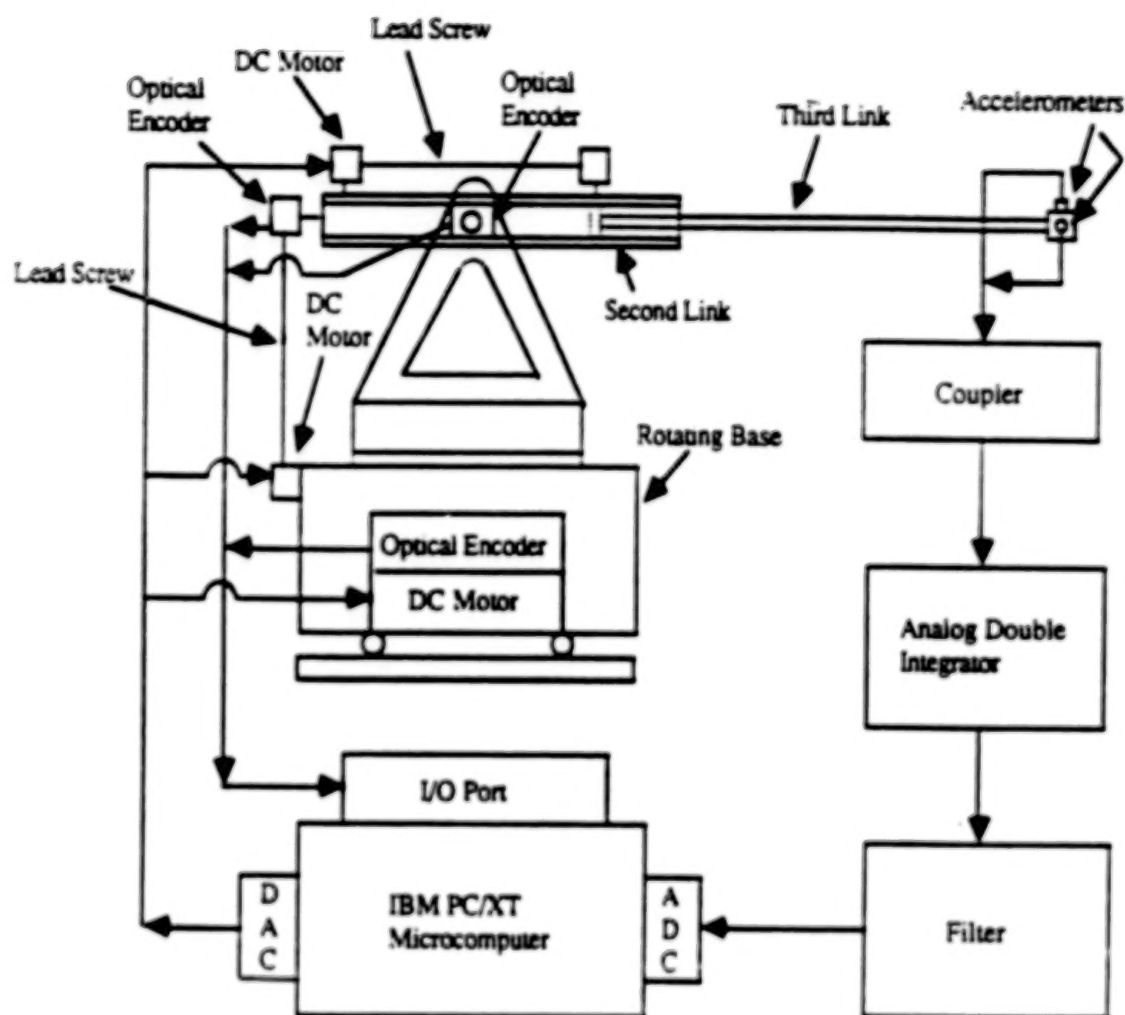 Lead Screw
DC Motor
Optical
Encoder
Optical
Encoder
Third Link
Accelerometers
Lead Screw
DC
Motor
Second Link
Coupler
Rotating Base
Optical Encoder
DC Motor
Analog Double
Integrator
I/O Port
D
A
C
IBM PC/XT
Microcomputer
A
D
C
Filter